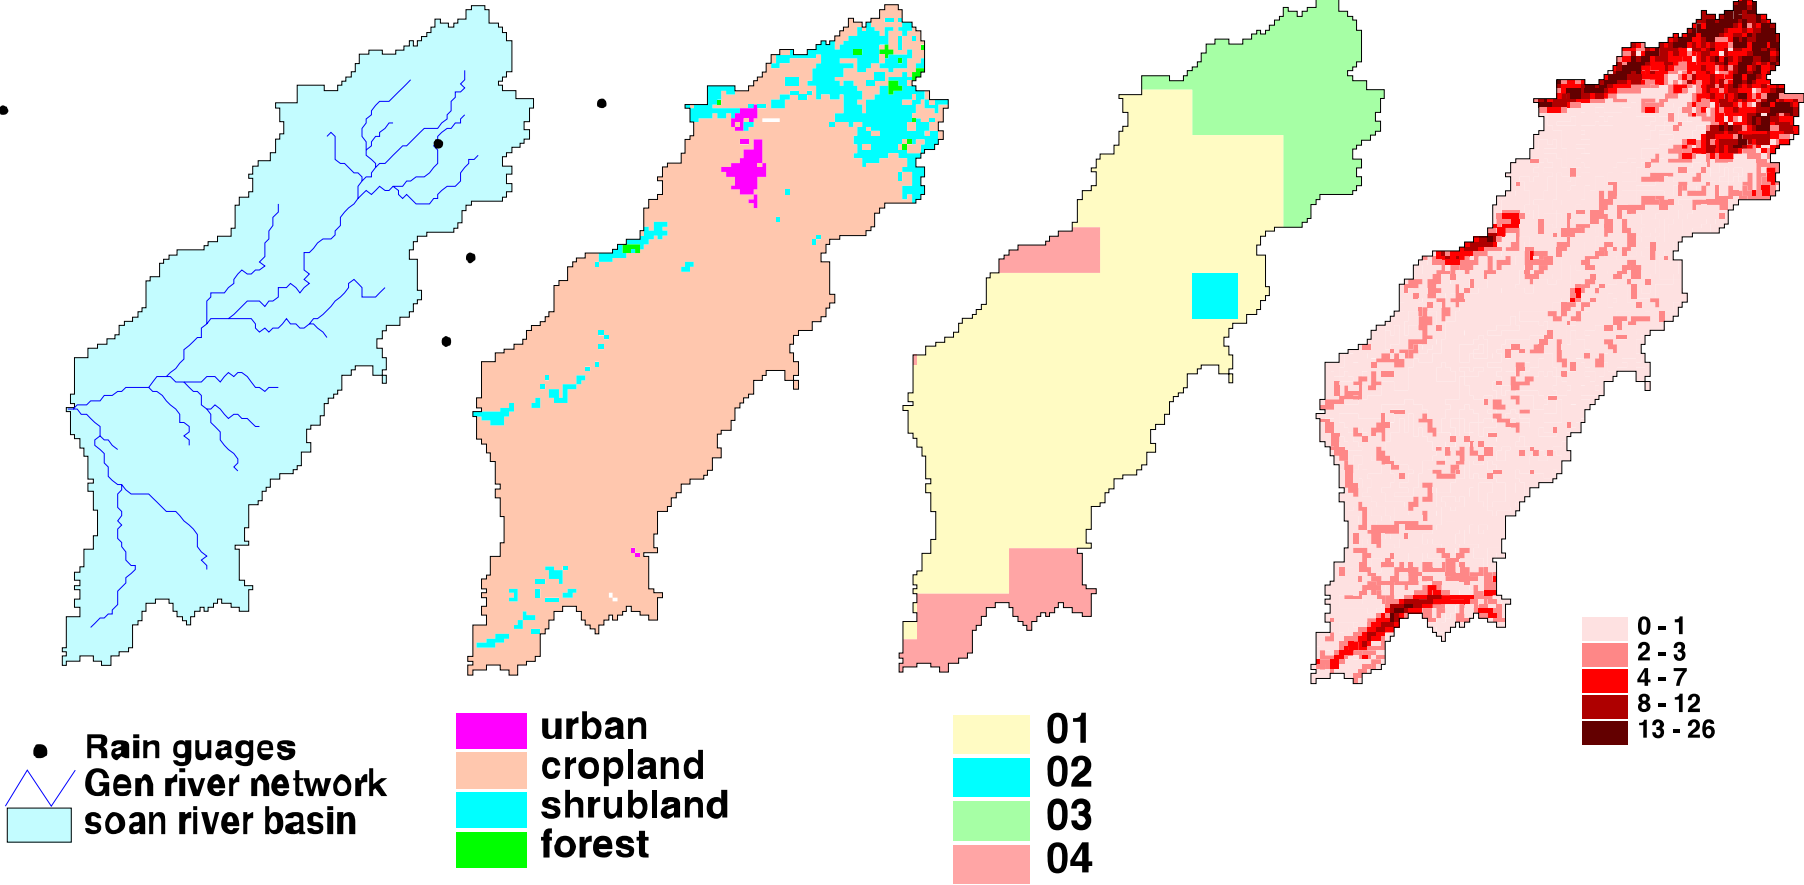 Rain guages
Gen river network
soan river basin
urban
cropland
shrubland
forest
01
02
03
04
0 - 1
2 - 3
4 - 7
8 - 12
13 - 26